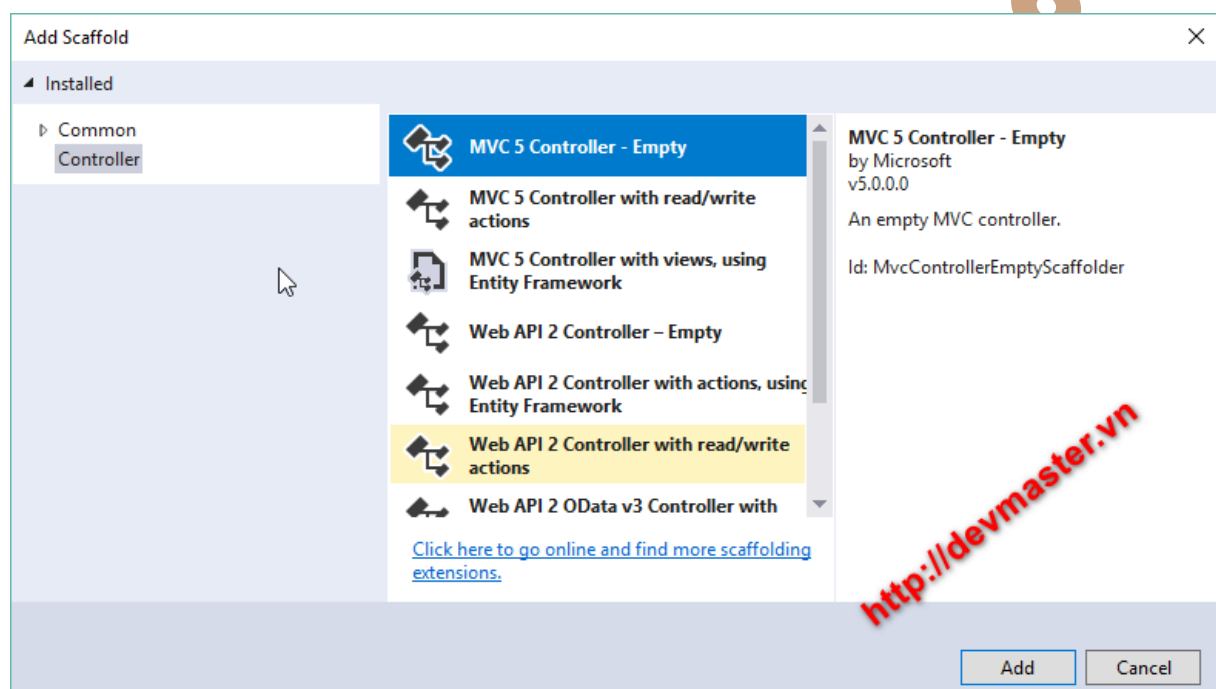 Add Scaffold
Installed
Common
Controller
MVC 5 Controller - Empty
MVC 5 Controller with read/write
actions
MVC 5 Controller with views, using
Entity Framework
Web API 2 Controller – Empty
Web API 2 Controller with actions, using
Entity Framework
Web API 2 Controller with read/write
actions
Web API 2 OData v3 Controller with
Click here to go online and find more scaffolding
extensions.
MVC 5 Controller - Empty
by Microsoft
v5.0.0.0
An empty MVC controller.
Id: MvcControllerEmptyScaffolder
http://devmaster.vn
Add
Cancel